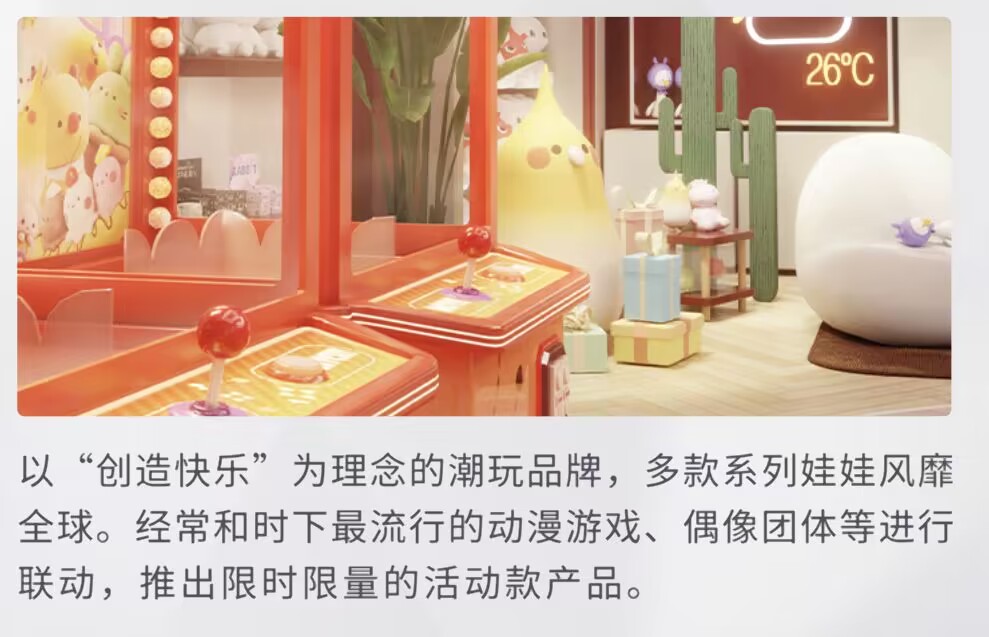 26℃
以“创造快乐”为理念的潮玩品牌，多款系列娃娃风靡
全球。经常和时下最流行的动漫游戏、偶像团体等进行
联动，推出限时限量的活动款产品。